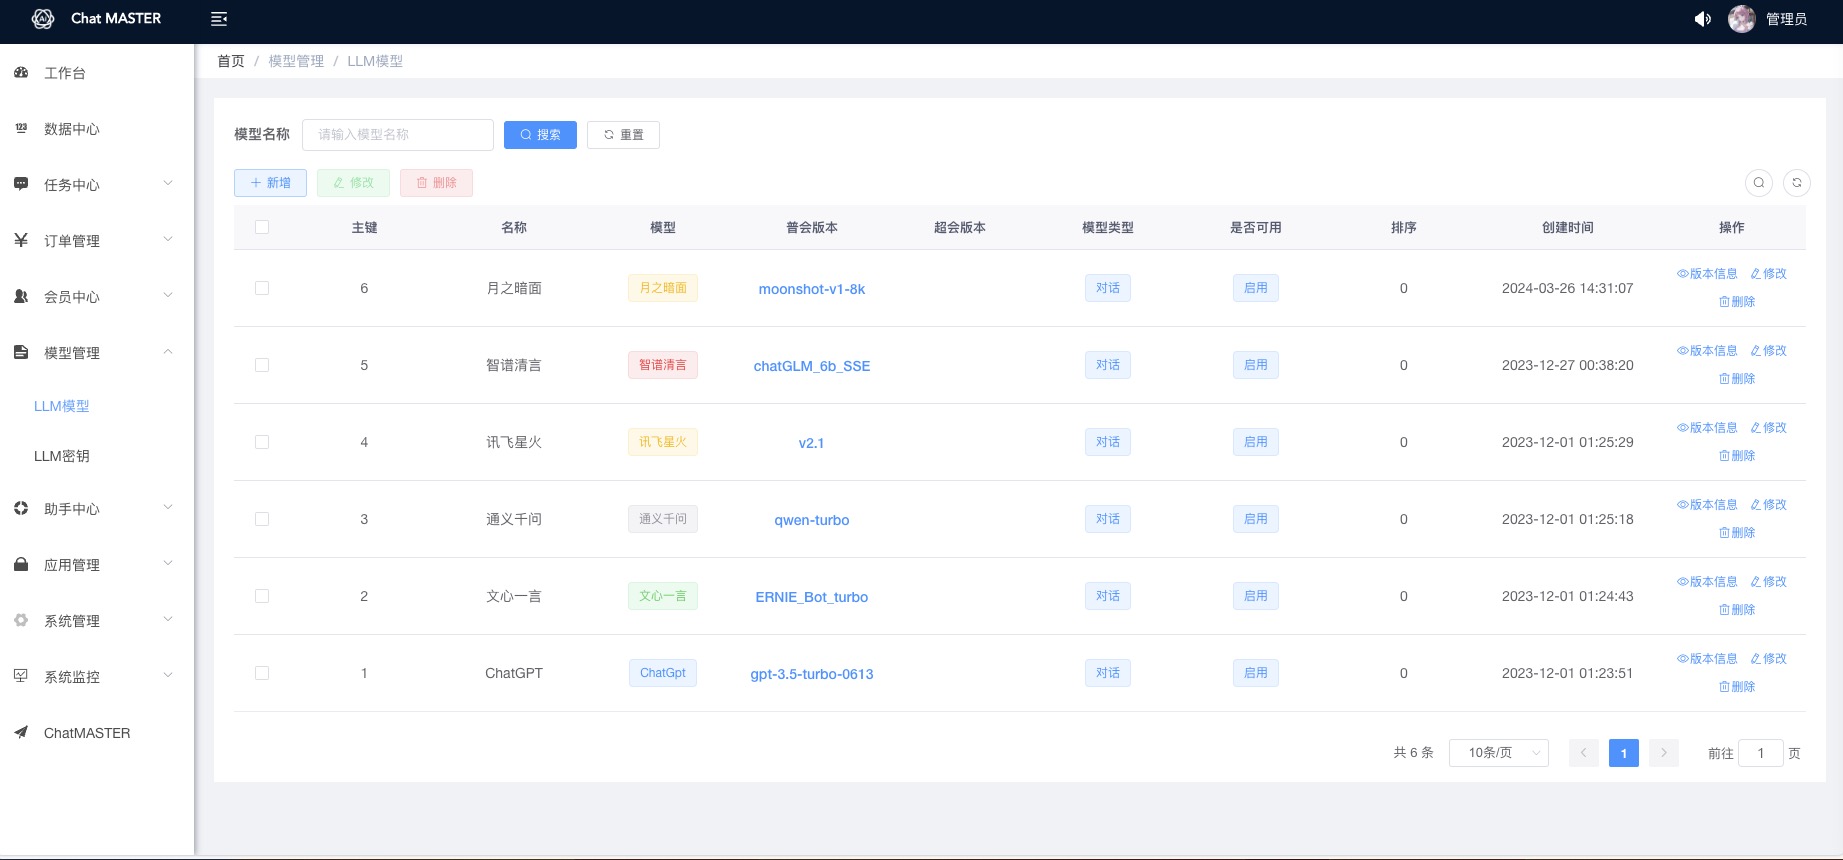 Chat MASTER
管理员
工作台
数据中心
任务中心
订单管理
会员中心
模型管理
LLM模型
LLM密钥
助手中心
应用管理
系统管理
系统监控
ChatMASTER
首页 / 模型管理 / LLM模型
模型名称 请输入模型名称 搜索 重置
新增 修改 删除
主键 名称 模型 普会版本 超会版本 模型类型 是否可用 排序 创建时间 操作
6 月之暗面 月之暗面 moonshot-v1-8k 对话 启用 0 2024-03-26 14:31:07 版本信息 修改
删除
5 智谱清言 智谱清言 chatGLM_6b_SSE 对话 启用 0 2023-12-27 00:38:20 版本信息 修改
删除
4 讯飞星火 讯飞星火 v2.1 对话 启用 0 2023-12-01 01:25:29 版本信息 修改
删除
3 通义千问 通义千问 qwen-turbo 对话 启用 0 2023-12-01 01:25:18 版本信息 修改
删除
2 文心一言 文心一言 ERNIE_Bot_turbo 对话 启用 0 2023-12-01 01:24:43 版本信息 修改
删除
1 ChatGPT ChatGpt gpt-3.5-turbo-0613 对话 启用 0 2023-12-01 01:23:51 版本信息 修改
删除
共 6 条 10条/页 1 前往 1 页